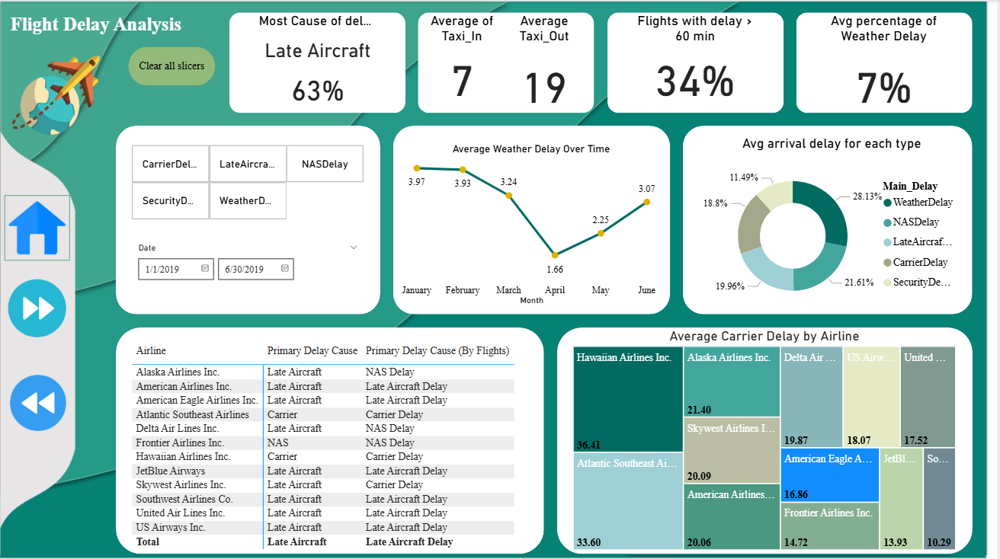 Flight Delay Analysis
Clear all slicers
Most Cause of del...
Late Aircraft
63%
Average of
Taxi_In
7
Average
Taxi_Out
19
Flights with delay >
60 min
34%
Avg percentage of
Weather Delay
7%
CarrierDel...
LateAircra...
NASDelay
SecurityD...
WeatherD...
Date
1/1/2019
6/30/2019
Average Weather Delay Over Time
3.97
3.93
3.24
1.66
2.25
3.07
January
February
March
April
May
June
Month
Avg arrival delay for each type
11.49%
18.8%
19.96%
28.13%
21.61%
Main_Delay
WeatherDelay
NASDelay
LateAircraf...
CarrierDelay
SecurityDe...
Airline Primary Delay Cause Primary Delay Cause (By Flights)
Alaska Airlines Inc. Late Aircraft NAS Delay
American Airlines Inc. Late Aircraft Late Aircraft Delay
American Eagle Airlines Inc. Late Aircraft Late Aircraft Delay
Atlantic Southeast Airlines Carrier Carrier Delay
Delta Air Lines Inc. Late Aircraft NAS Delay
Frontier Airlines Inc. NAS NAS Delay
Hawaiian Airlines Inc. Carrier Carrier Delay
JetBlue Airways Late Aircraft Late Aircraft Delay
Skywest Airlines Inc. Late Aircraft Carrier Delay
Southwest Airlines Co. Late Aircraft Late Aircraft Delay
United Air Lines Inc. Late Aircraft Late Aircraft Delay
US Airways Inc. Late Aircraft Late Aircraft Delay
Total Late Aircraft Late Aircraft Delay
Average Carrier Delay by Airline
Hawaiian Airlines Inc.
36.41
Atlantic Southeast Ai...
33.60
Alaska Airlines Inc.
21.40
Skywest Airlines I...
20.09
American Airlines...
20.06
Delta Air ...
19.87
US Airw...
18.07
United ...
17.52
American Eagle A...
16.86
Frontier Airlines Inc.
14.72
JetBl...
13.93
So...
10.29